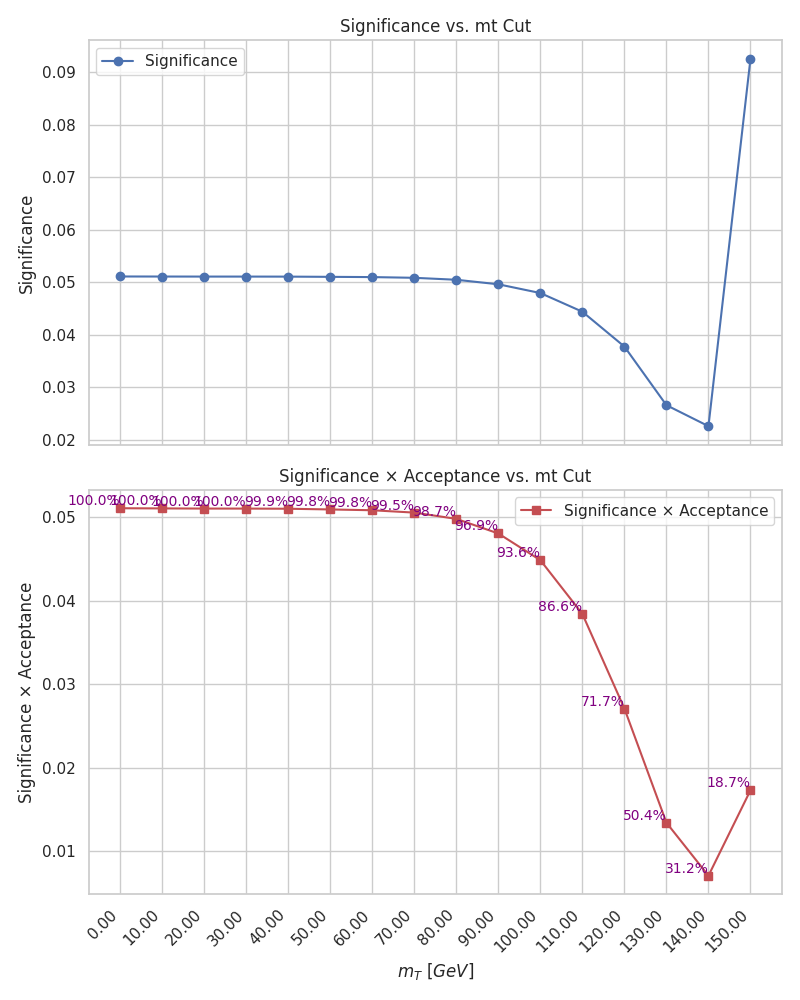 Significance vs. mt Cut
Significance
0.09
0.08
0.07
0.06
0.05
0.04
0.03
0.02
Significance
Significance × Acceptance vs. mt Cut
Significance × Acceptance
100.0% 100.0% 100.0% 100.0% 99.9% 99.8% 99.8% 99.5% 98.7% 96.9% 93.6% 86.6% 71.7% 50.4% 31.2% 18.7%
0.05
0.04
0.03
0.02
0.01
Significance × Acceptance
0.00 10.00 20.00 30.00 40.00 50.00 60.00 70.00 80.00 90.00 100.00 110.00 120.00 130.00 140.00 150.00
m_T [GeV]